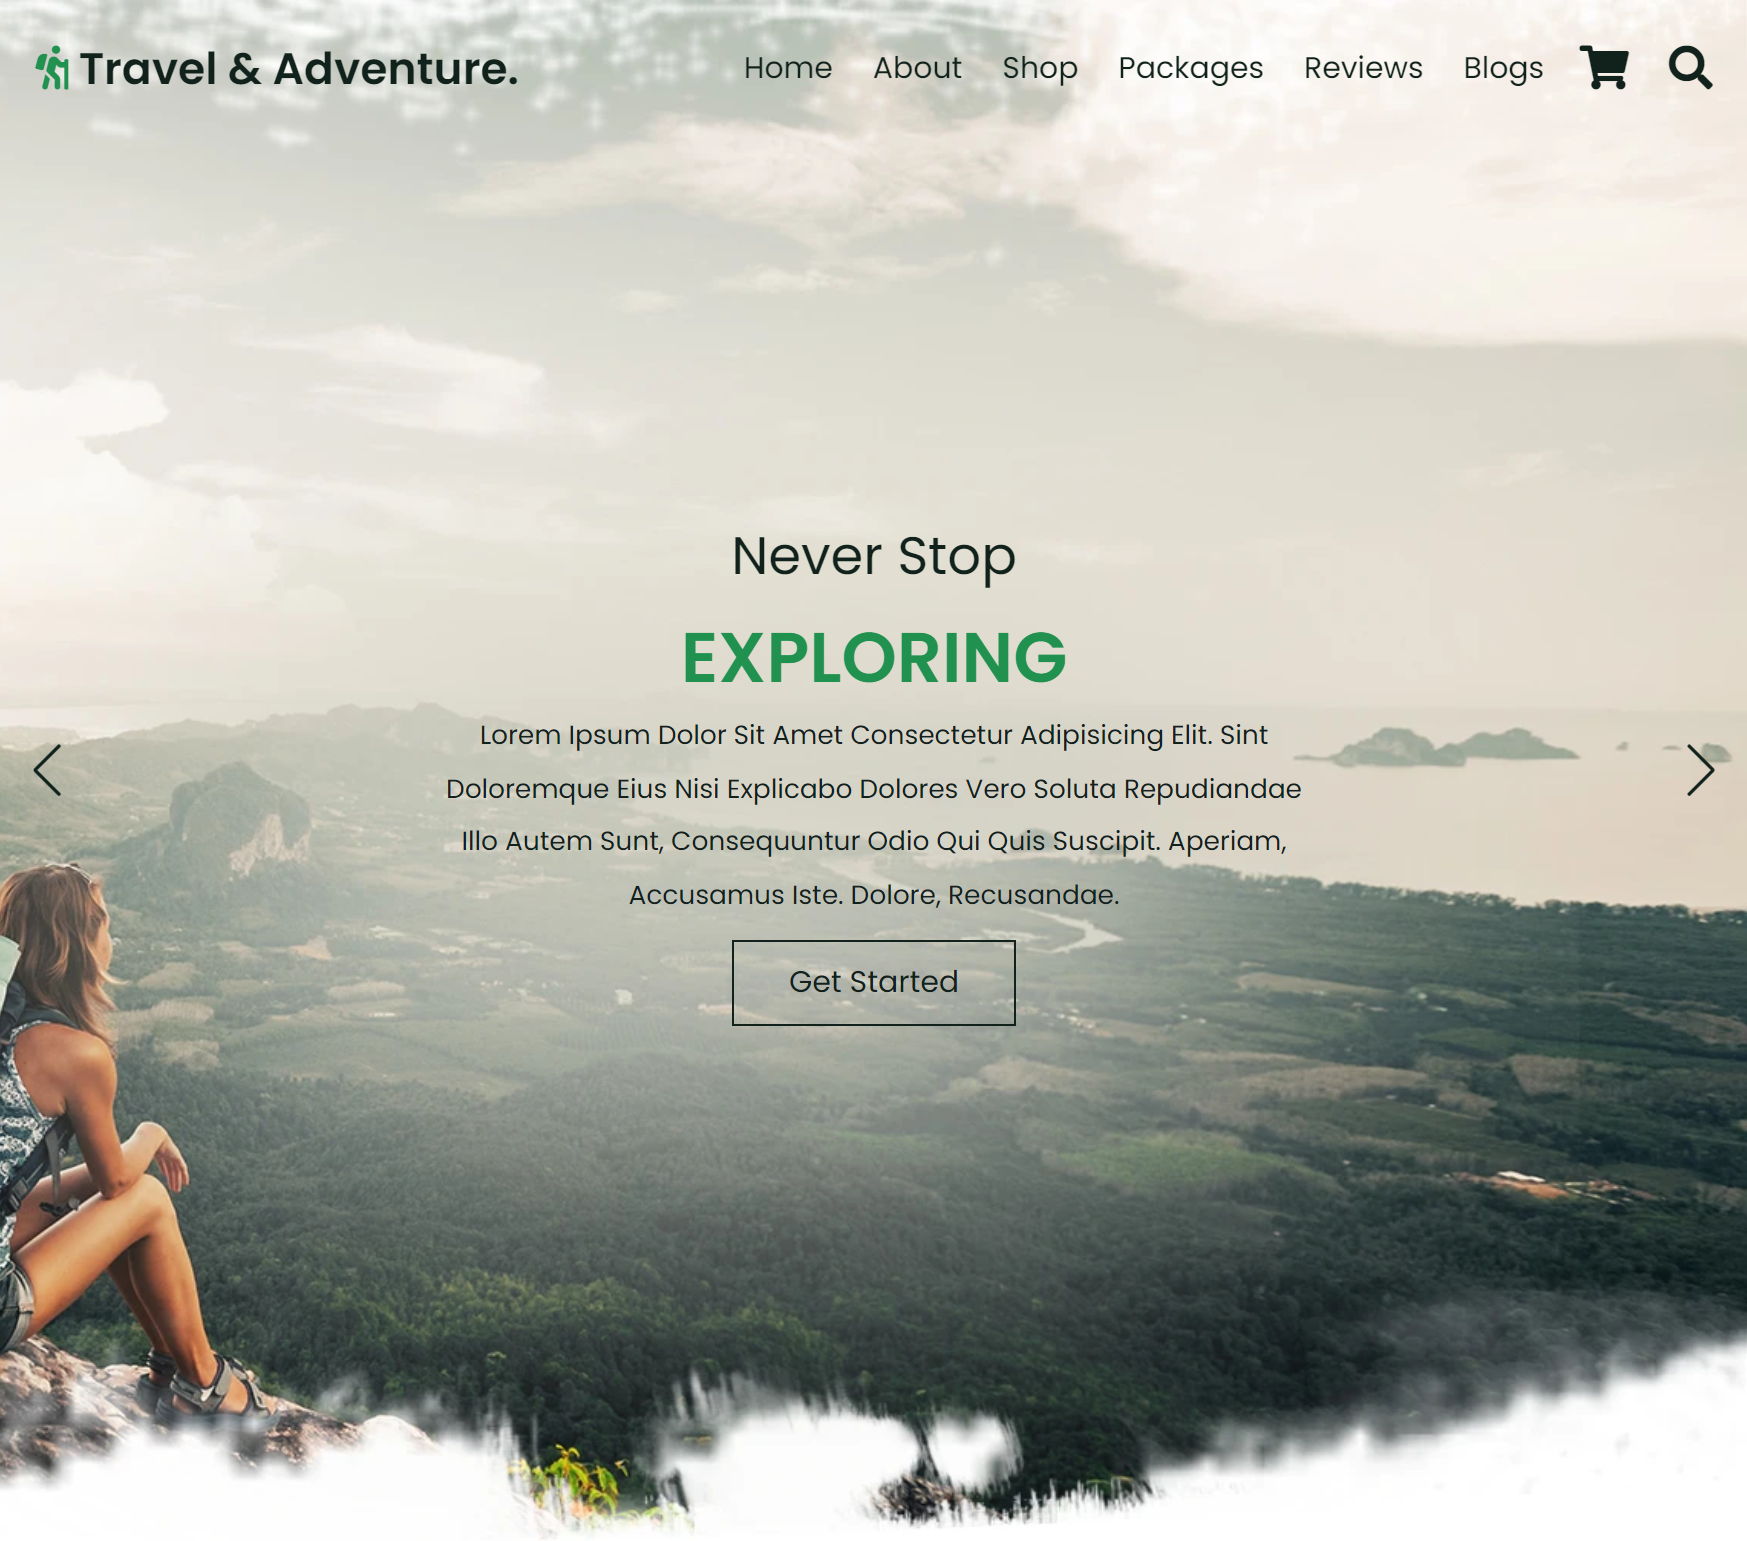 Travel & Adventure.
Home About Shop Packages Reviews Blogs
Never Stop
EXPLORING
Lorem Ipsum Dolor Sit Amet Consectetur Adipisicing Elit. Sint
Doloremque Eius Nisi Explicabo Dolores Vero Soluta Repudiandae
Illo Autem Sunt, Consequuntur Odio Qui Quis Suscipit. Aperiam,
Accusamus Iste. Dolore, Recusandae.
Get Started